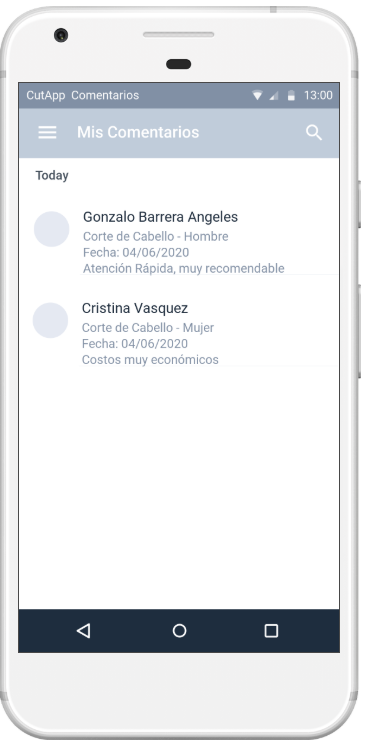 CutApp Comentarios 13:00
Mis Comentarios
Today
Gonzalo Barrera Angeles
Corte de Cabello - Hombre
Fecha: 04/06/2020
Atención Rápida, muy recomendable
Cristina Vasquez
Corte de Cabello - Mujer
Fecha: 04/06/2020
Costos muy económicos